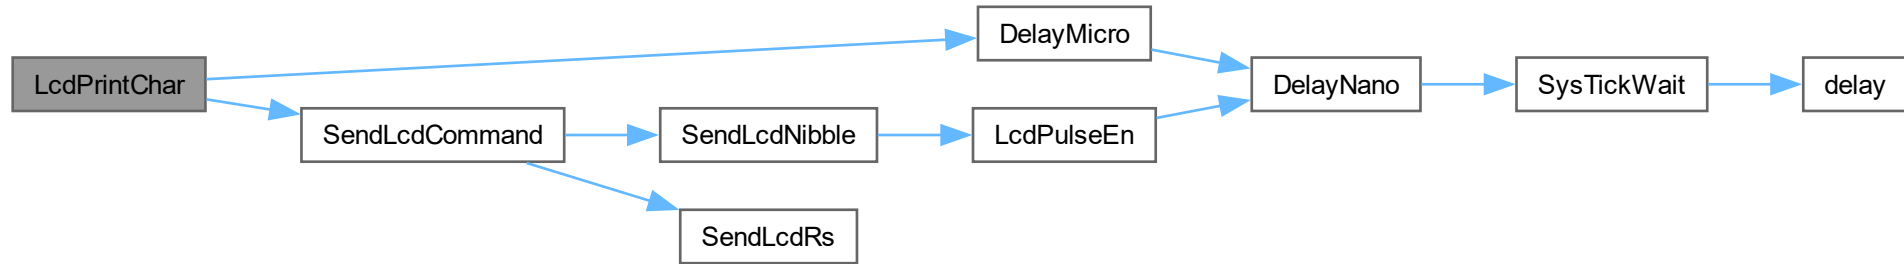 LcdPrintChar
DelayMicro
SendLcdCommand
SendLcdNibble
LcdPulseEn
DelayNano
SysTickWait
delay
SendLcdRs